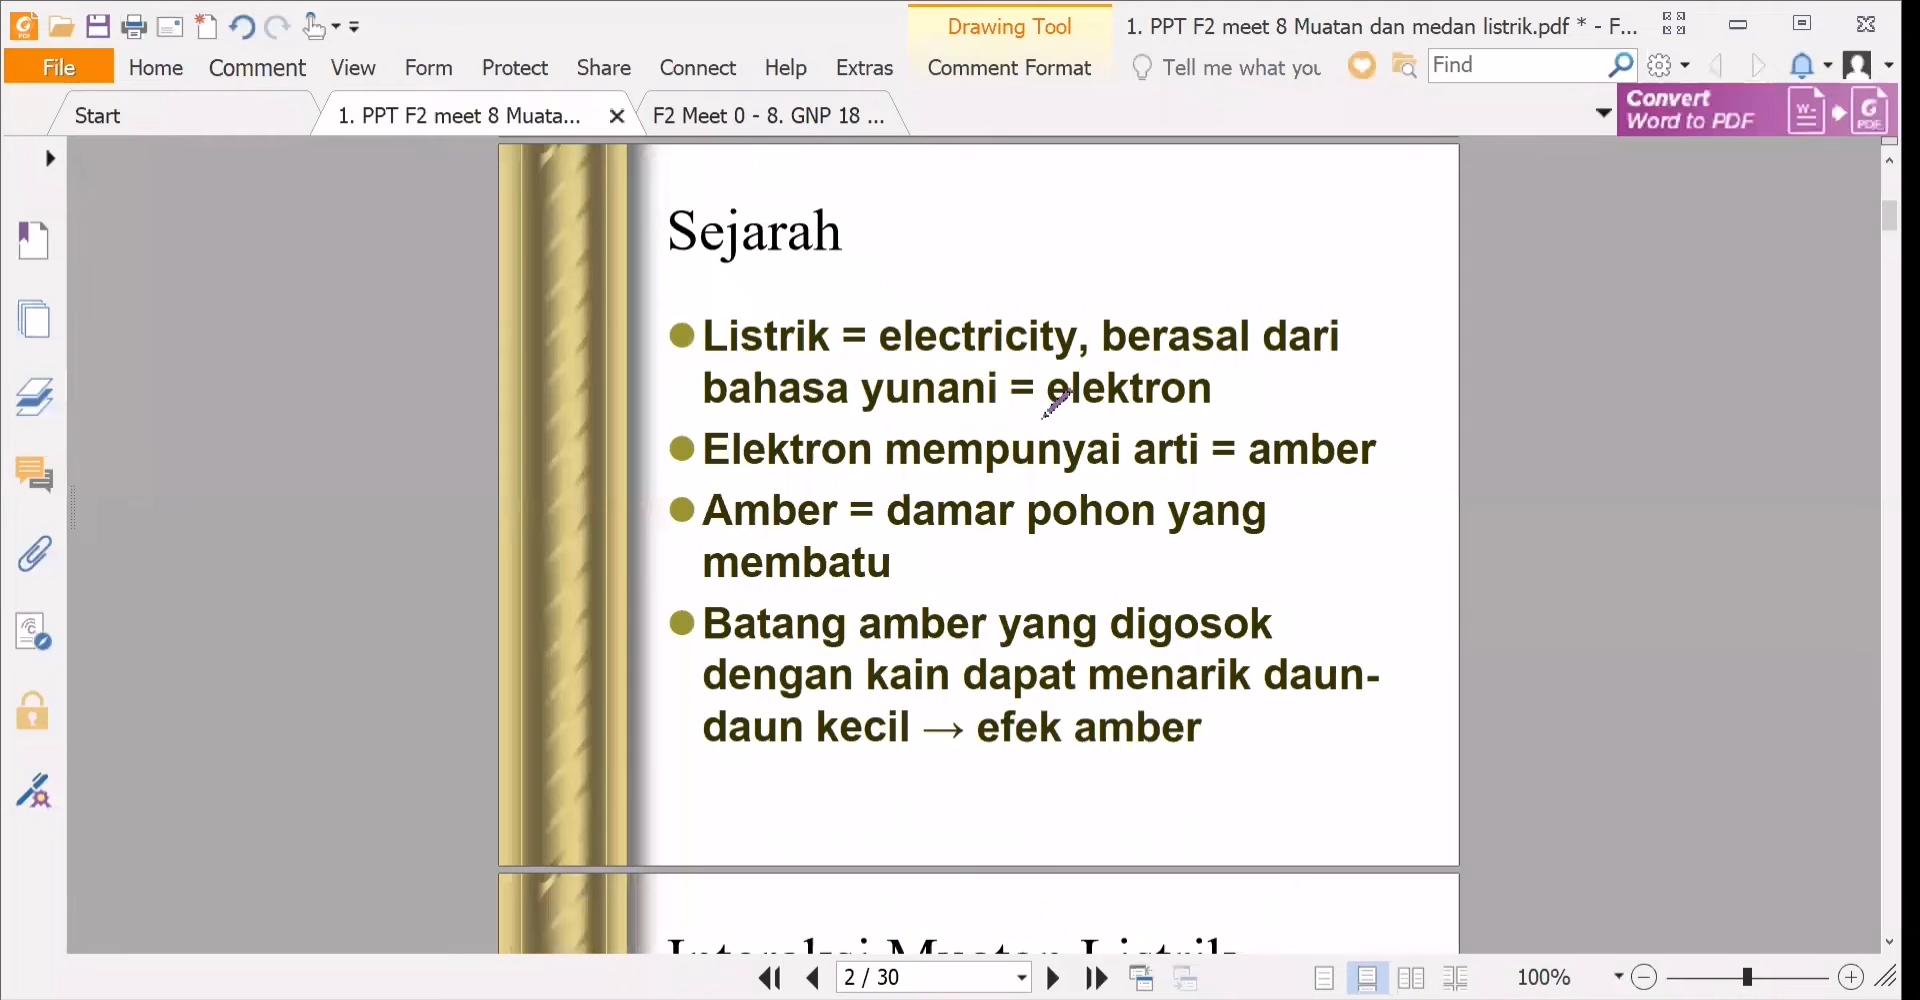 Drawing Tool
1. PPT F2 meet 8 Muatan dan medan listrik.pdf * - F...
File Home Comment View Form Protect Share Connect Help Extras Comment Format Tell me what you Find
Start 1. PPT F2 meet 8 Muata... F2 Meet 0 - 8. GNP 18 ...
Convert
Word to PDF
Sejarah
Listrik = electricity, berasal dari
bahasa yunani = elektron
Elektron mempunyai arti = amber
Amber = damar pohon yang
membatu
Batang amber yang digosok
dengan kain dapat menarik daun-
daun kecil → efek amber
Interaksi Muatan Listrik
2 / 30
100%